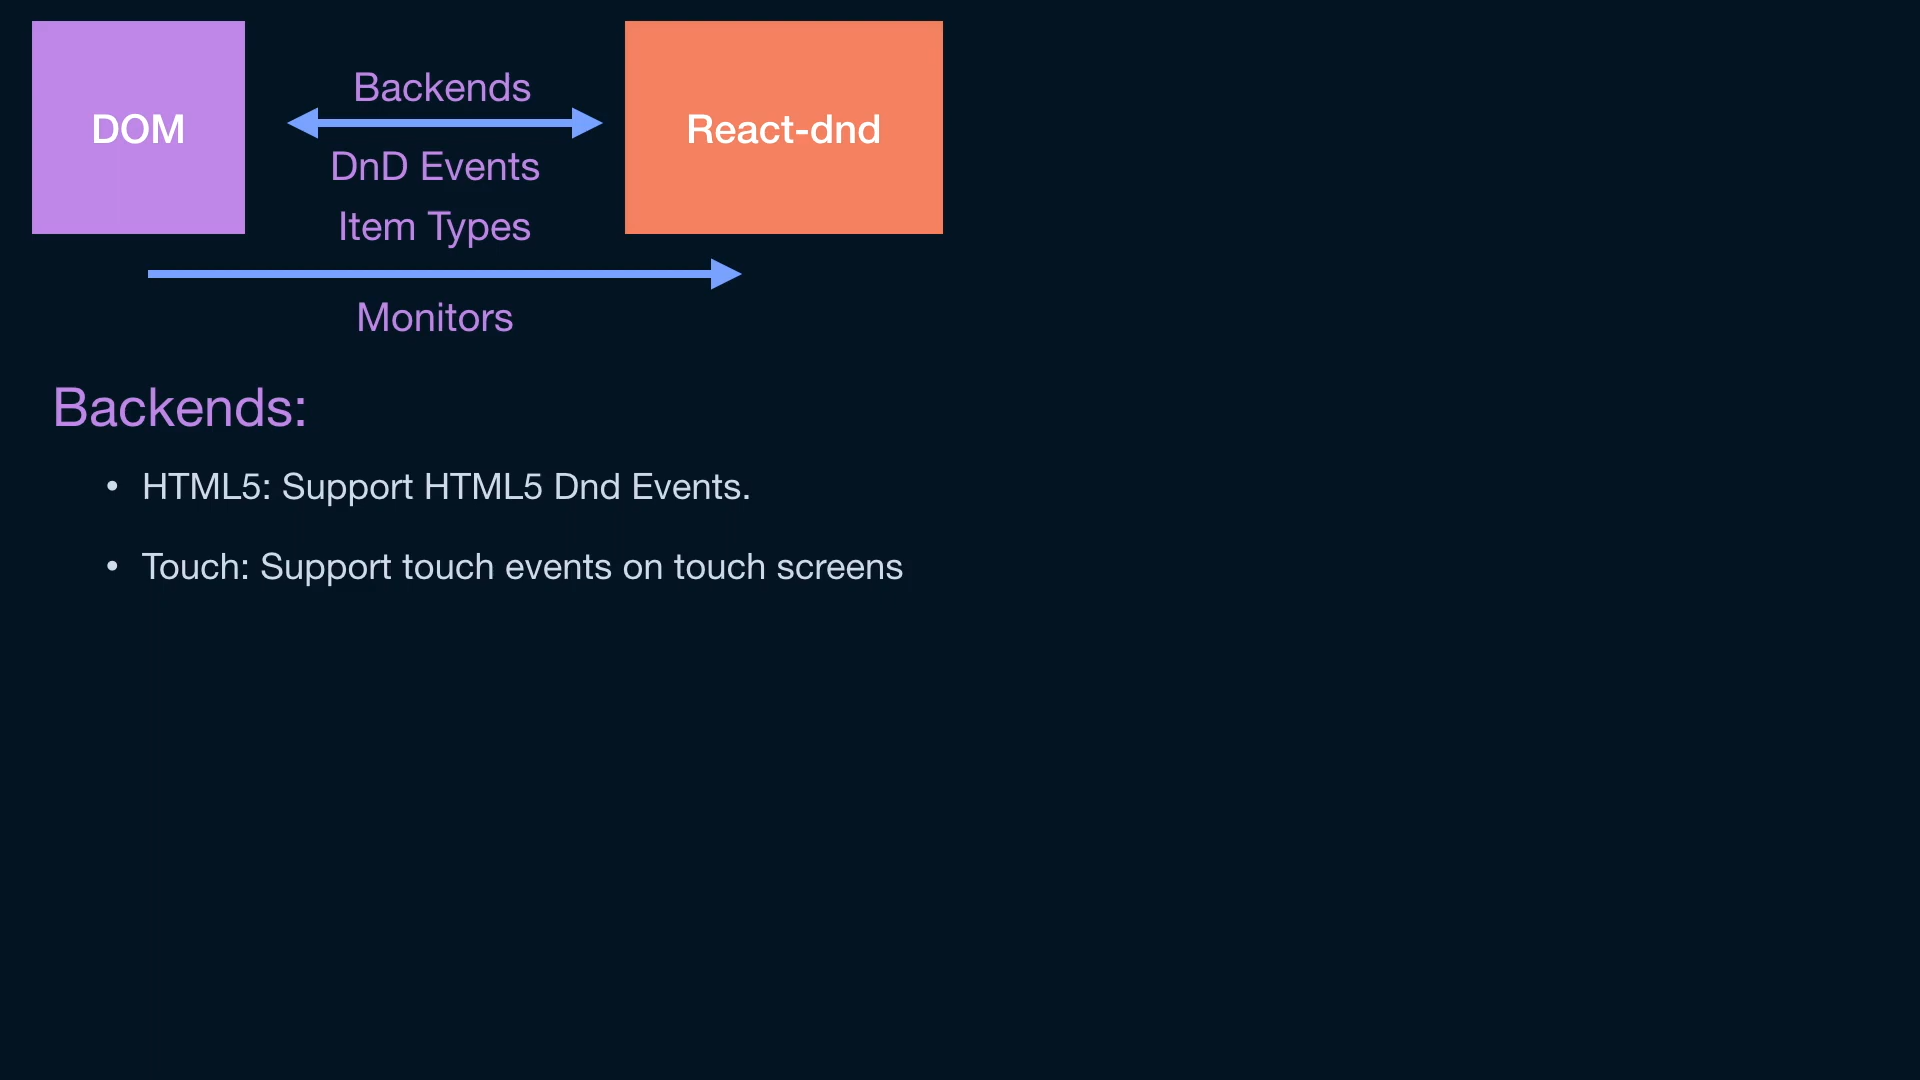 DOM
Backends
React-dnd
DnD Events
Item Types
Monitors
Backends:
• HTML5: Support HTML5 Dnd Events.
• Touch: Support touch events on touch screens